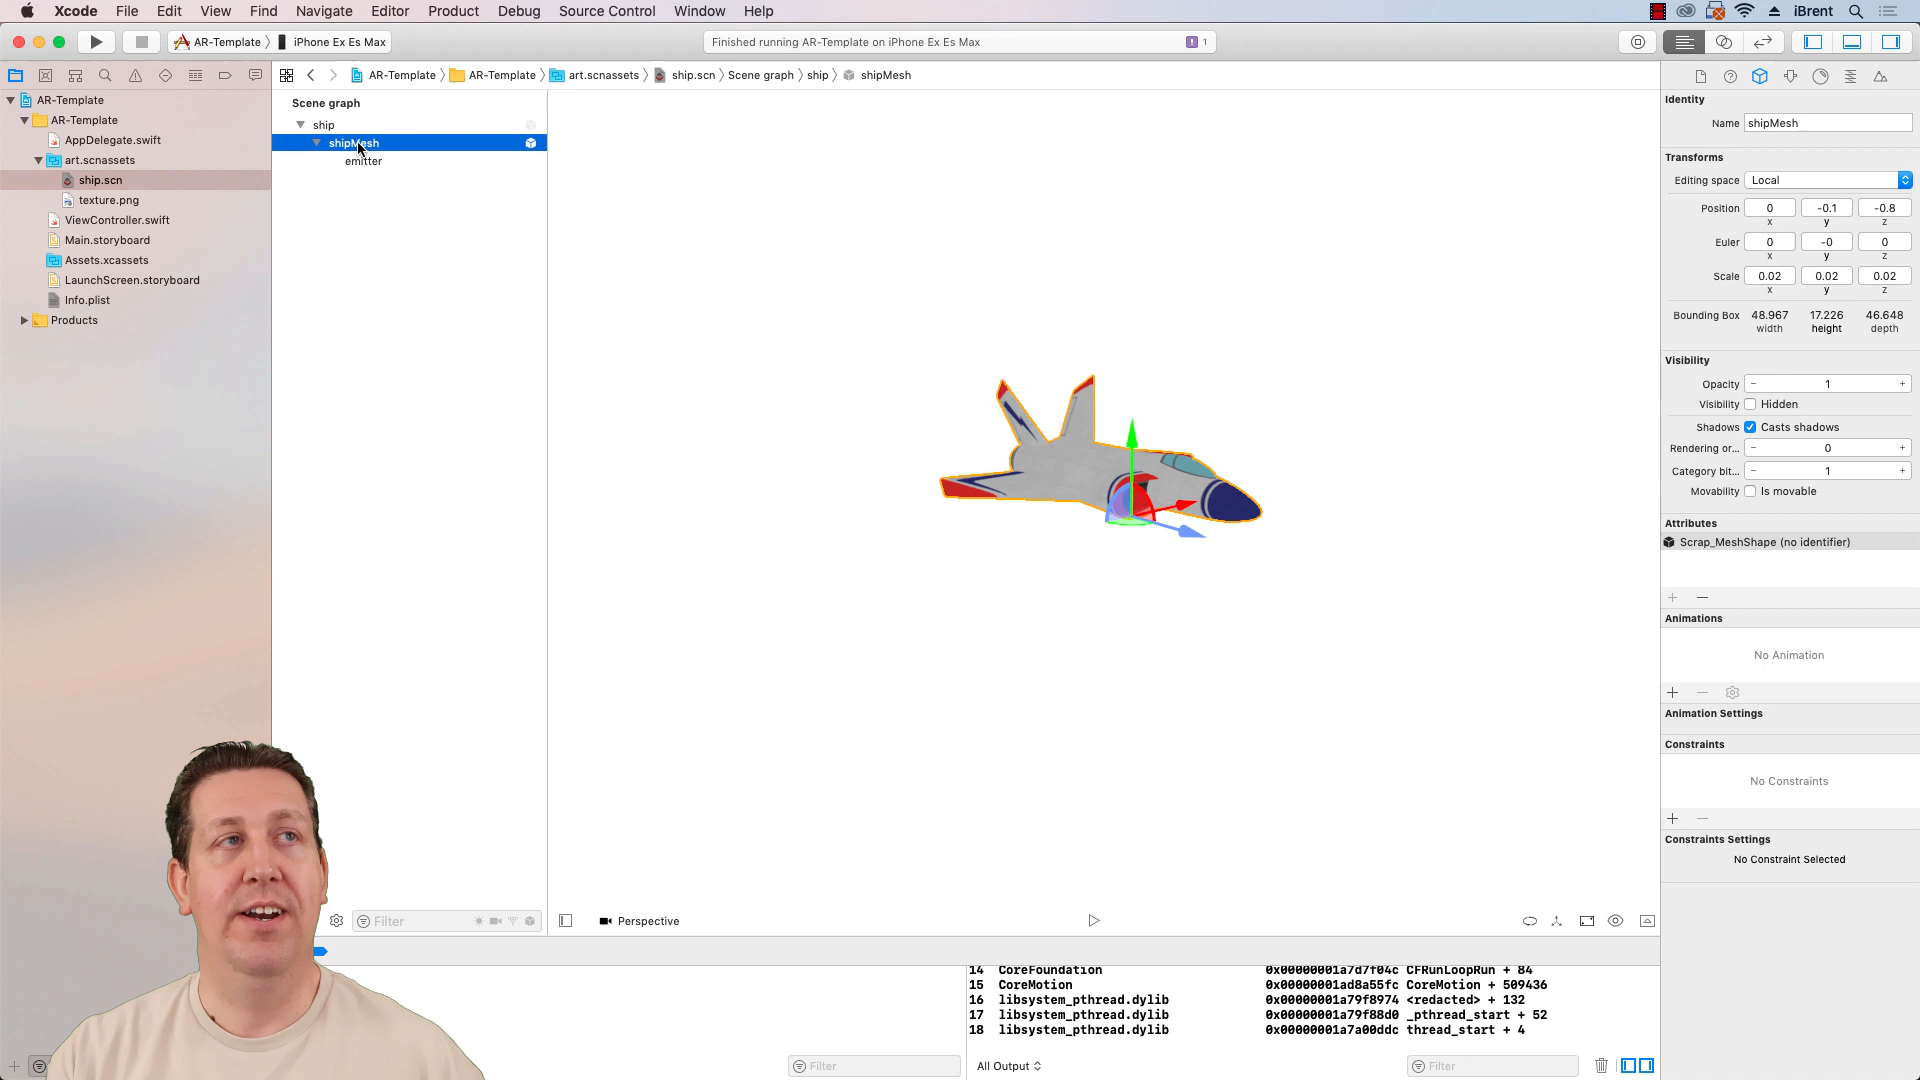 Xcode File Edit View Find Navigate Editor Product Debug Source Control Window Help iBrent
AR-Template iPhone Ex Es Max Finished running AR-Template on iPhone Ex Es Max 1
AR-Template AR-Template art.scnassets ship.scn Scene graph ship shipMesh
AR-Template
AR-Template
AppDelegate.swift
art.scnassets
ship.scn
texture.png
ViewController.swift
Main.storyboard
Assets.xcassets
LaunchScreen.storyboard
Info.plist
Products
Scene graph
ship
shipMesh
emitter
Filter
Perspective
Identity
Name shipMesh
Transforms
Editing space Local
Position 0 -0.1 -0.8
x y z
Euler 0 -0 0
x y z
Scale 0.02 0.02 0.02
x y z
Bounding Box 48.967 17.226 46.648
width height depth
Visibility
Opacity 1
Visibility Hidden
Shadows Casts shadows
Rendering or... 0
Category bit... 1
Movability Is movable
Attributes
Scrap_MeshShape (no identifier)
Animations
No Animation
Animation Settings
Constraints
No Constraints
Constraints Settings
No Constraint Selected
14 CoreFoundation 0x00000001a7d7f04c CFRunLoopRun + 84
15 CoreMotion 0x00000001ad8a55fc CoreMotion + 509436
16 libsystem_pthread.dylib 0x00000001a79f8974 <redacted> + 132
17 libsystem_pthread.dylib 0x00000001a79f88d0 _pthread_start + 52
18 libsystem_pthread.dylib 0x00000001a7a00ddc thread_start + 4
Filter
All Output
Filter